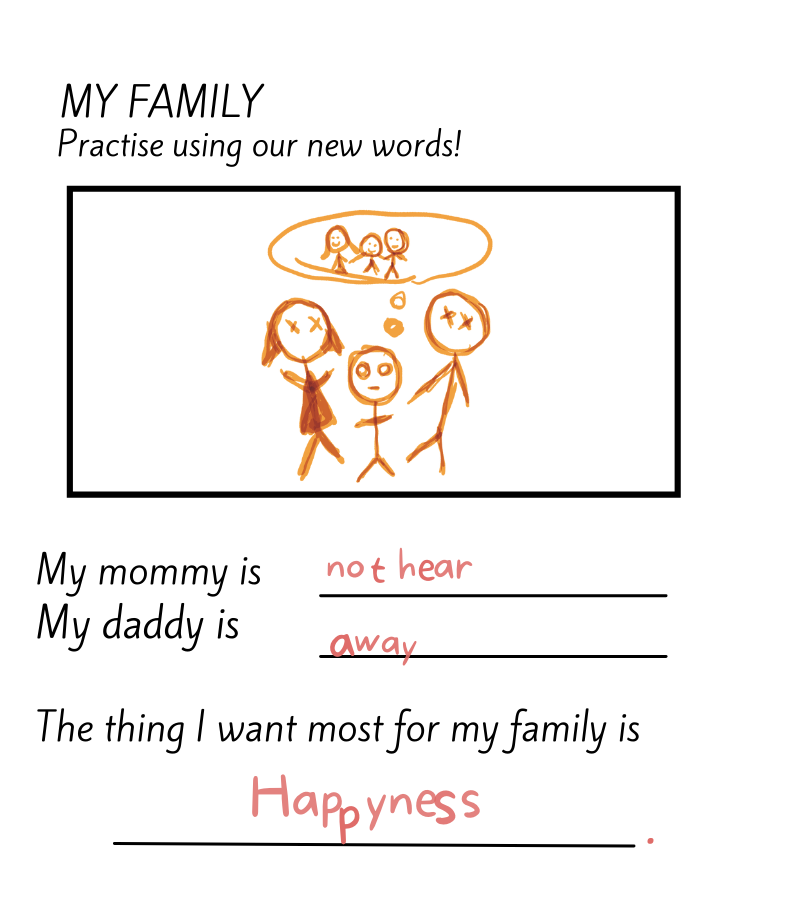 MY FAMILY
Practise using our new words!
My mommy is not hear
My daddy is away
The thing I want most for my family is
Happyness.